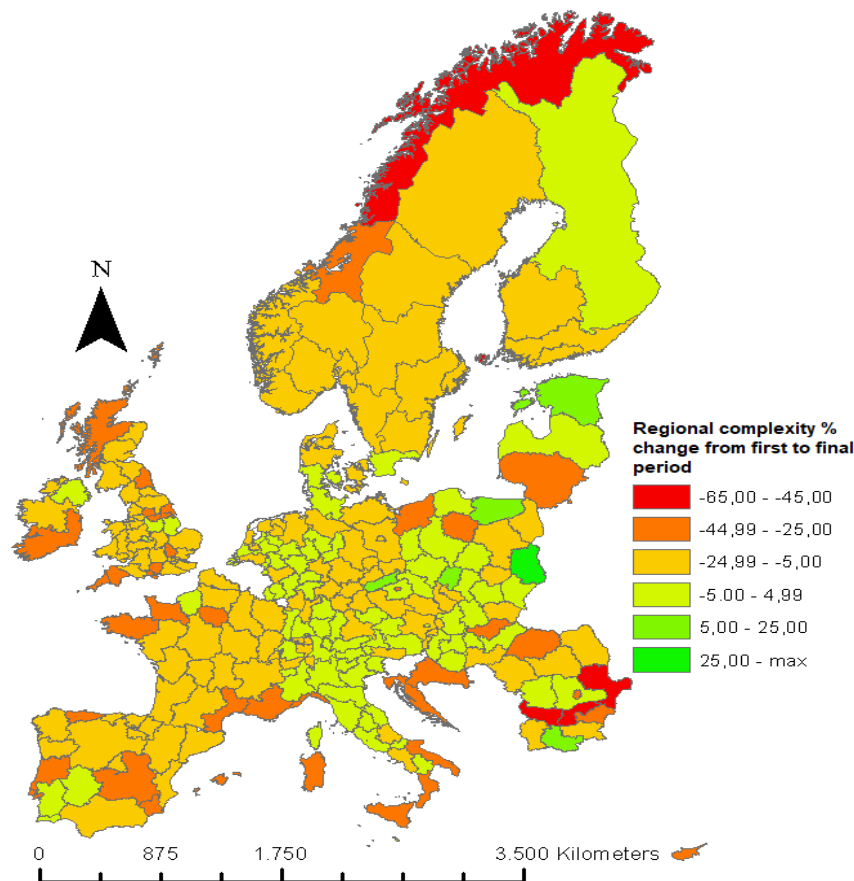 N
Regional complexity %
change from first to final
period
-65,00 - -45,00
-44,99 - -25,00
-24,99 - -5,00
-5.00 - 4,99
5,00 - 25,00
25,00 - max
0 875 1.750 3.500 Kilometers